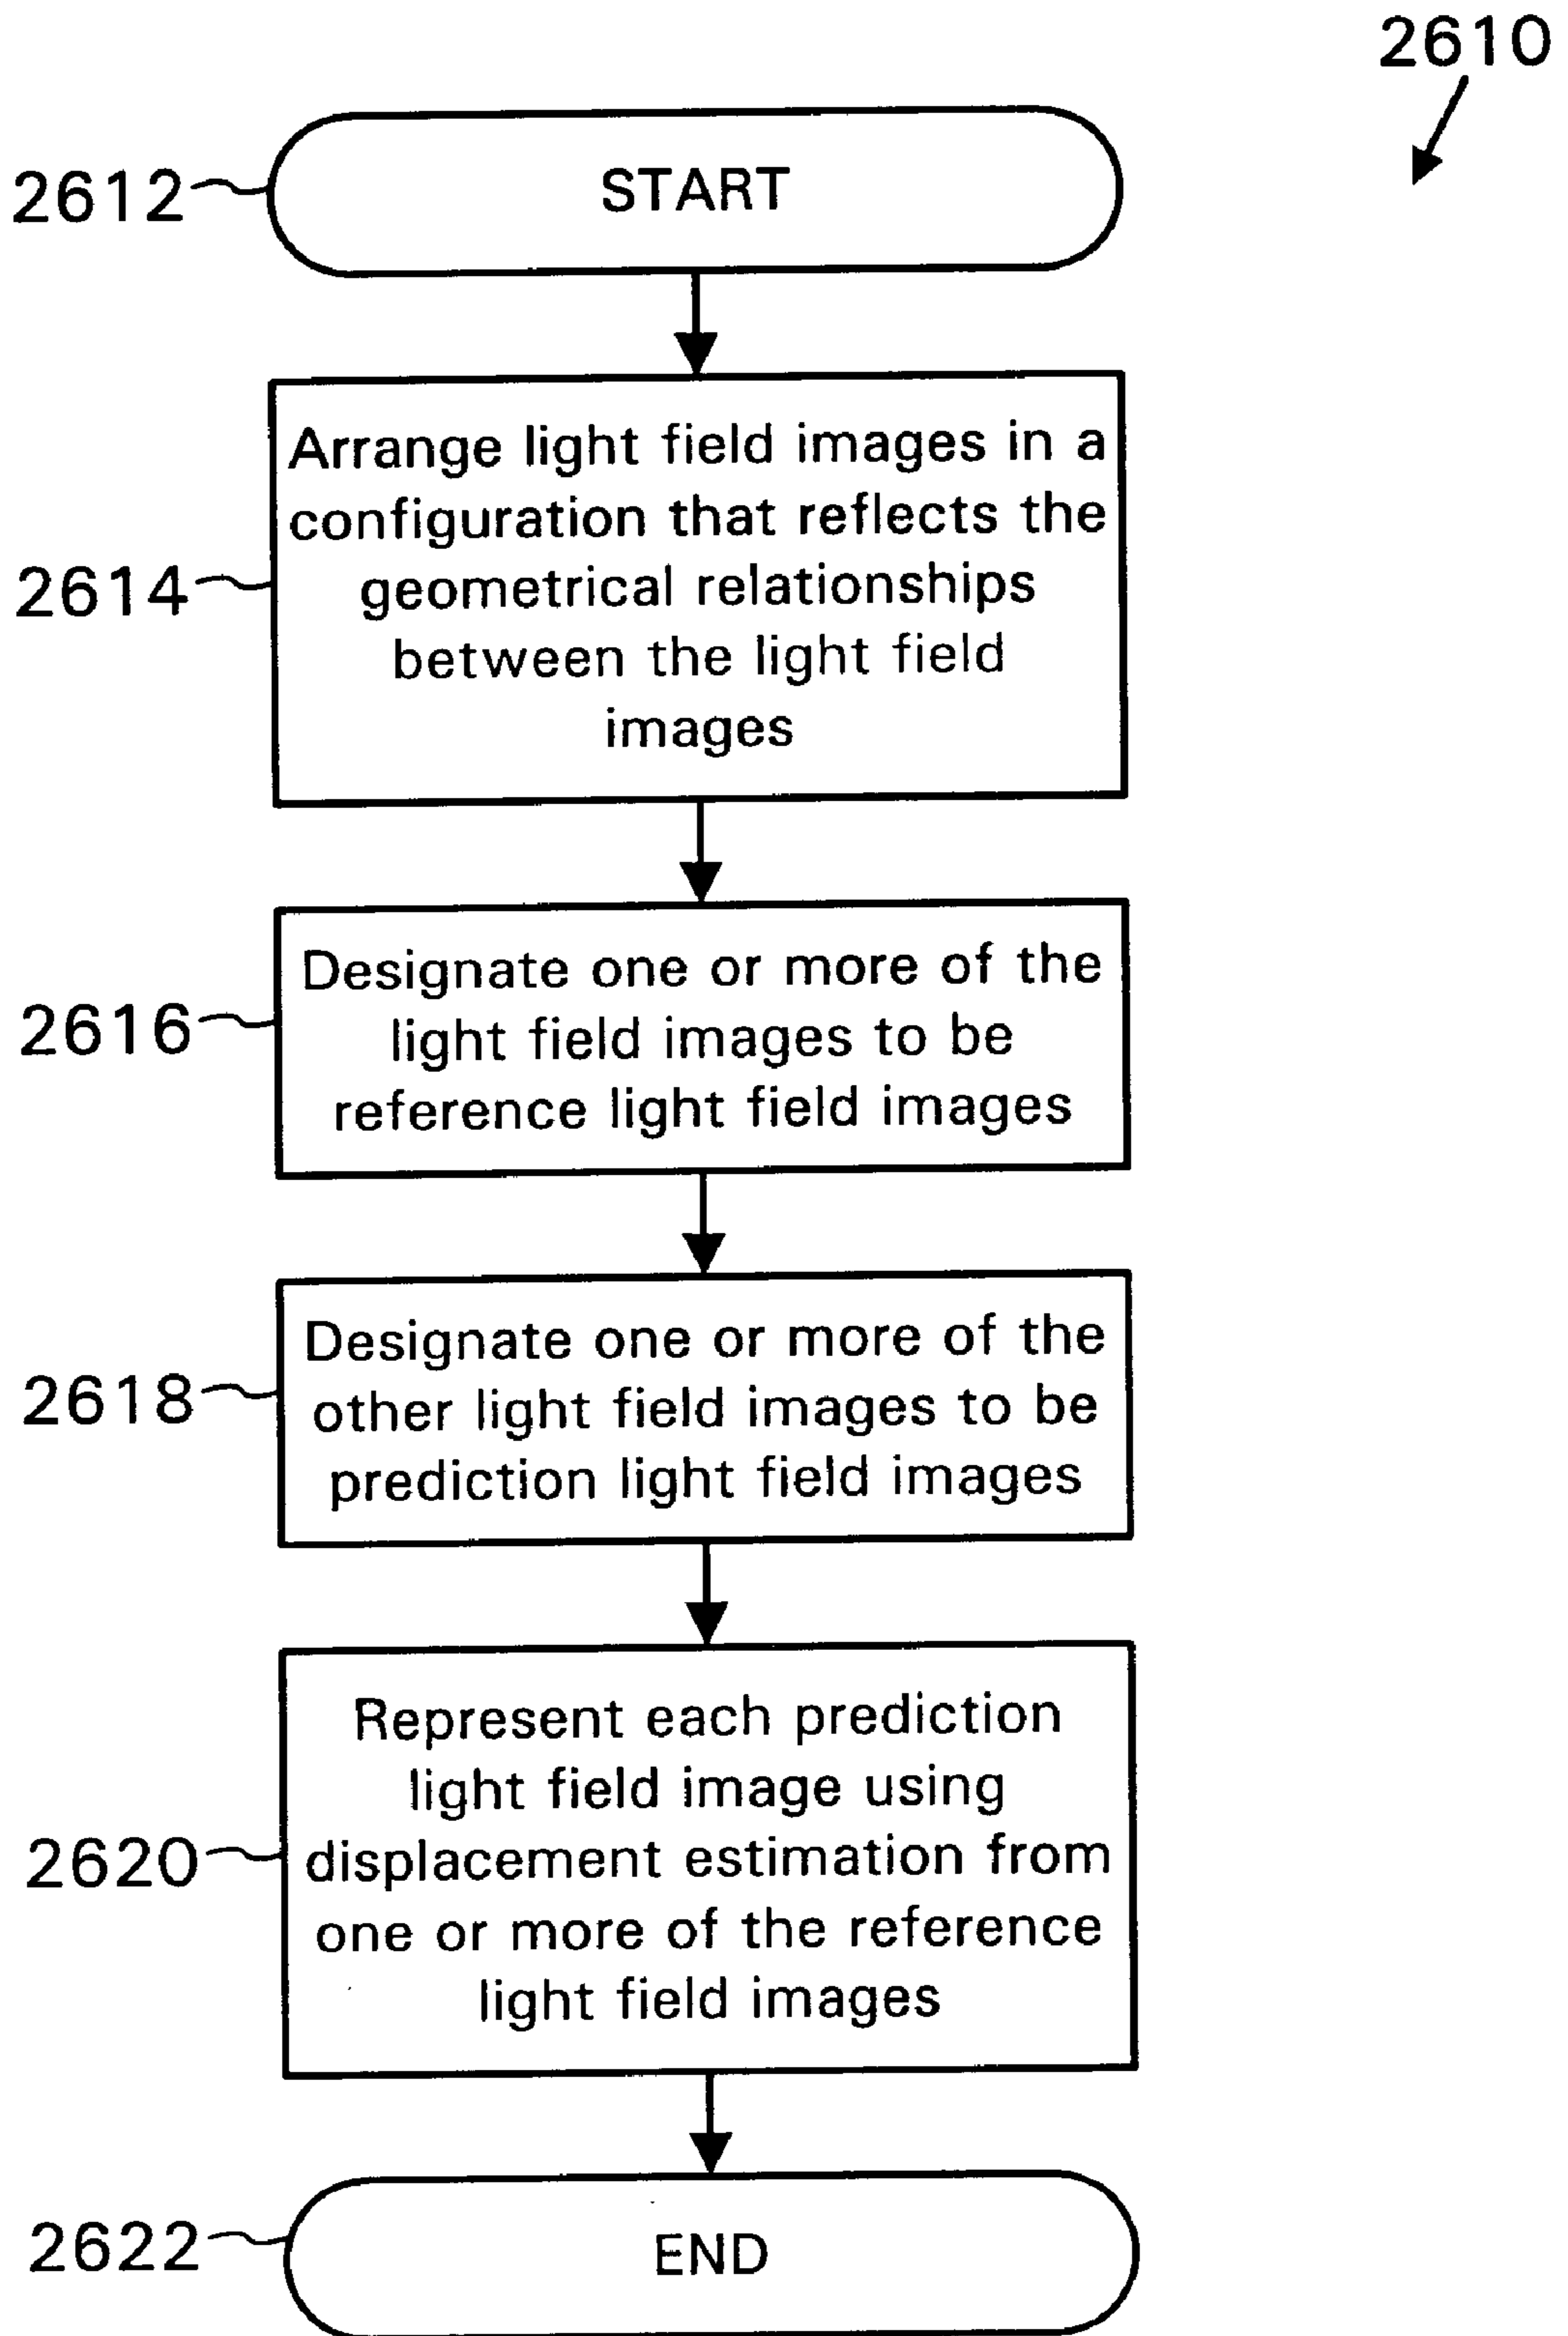 2610
2612
START
2614
Arrange light field images in a
configuration that reflects the
geometrical relationships
between the light field
images
2616
Designate one or more of the
light field images to be
reference light field images
2618
Designate one or more of the
other light field images to be
prediction light field images
2620
Represent each prediction
light field image using
displacement estimation from
one or more of the reference
light field images
2622
END